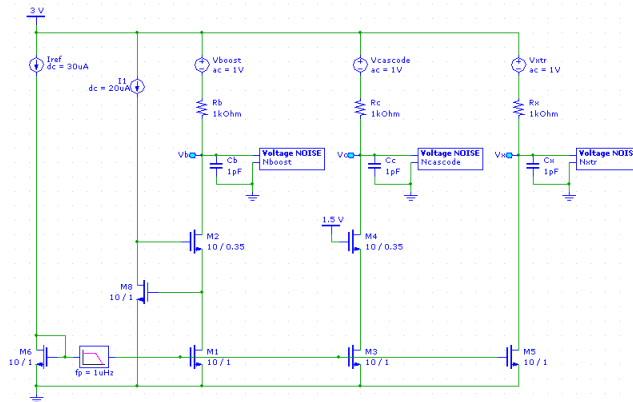 3 V
Iref
dc = 30uA
I1
dc = 20uA
Vboost
ac = 1V
Vcascode
ac = 1V
Vxtr
ac = 1V
Rb
1kOhm
Rc
1kOhm
Rx
1kOhm
Vb
Voltage NOISE
Nboost
Cb
1pF
Vc
Voltage NOISE
Ncascode
Cc
1pF
Vx
Voltage NOISE
Nxtr
Cx
1pF
1.5 V
M2
10 / 0.35
M4
10 / 0.35
M8
10 / 1
M6
10 / 1
fp = 1uHz
M1
10 / 1
M3
10 / 1
M5
10 / 1